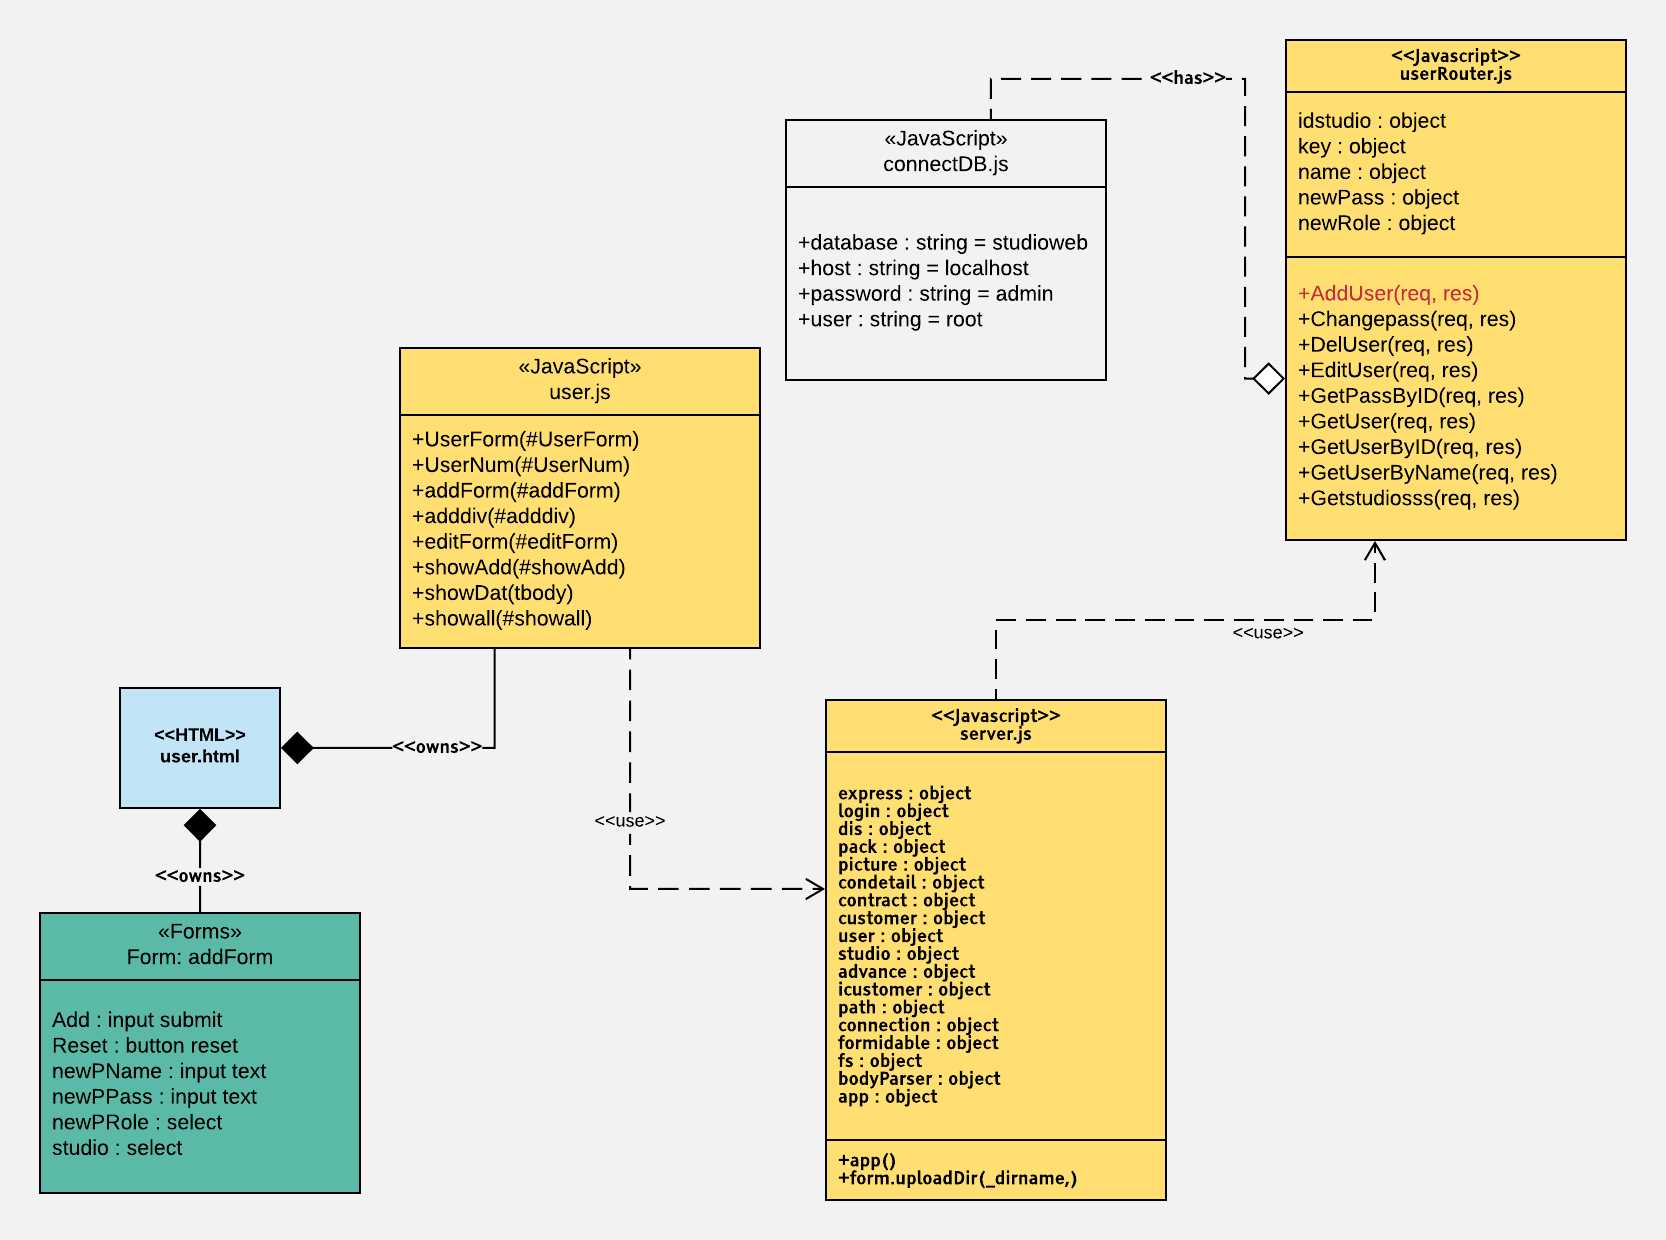 <<Javascript>>
userRouter.js
idstudio : object
key : object
name : object
newPass : object
newRole : object
+AddUser(req, res)
+Changepass(req, res)
+DelUser(req, res)
+EditUser(req, res)
+GetPassByID(req, res)
+GetUser(req, res)
+GetUserByID(req, res)
+GetUserByName(req, res)
+Getstudiosss(req, res)
<<has>>
«JavaScript»
connectDB.js
+database : string = studioweb
+host : string = localhost
+password : string = admin
+user : string = root
«JavaScript»
user.js
+UserForm(#UserForm)
+UserNum(#UserNum)
+addForm(#addForm)
+adddiv(#adddiv)
+editForm(#editForm)
+showAdd(#showAdd)
+showDat(tbody)
+showall(#showall)
<<use>>
<<HTML>>
user.html
<<owns>>
<<use>>
<<owns>>
«Forms»
Form: addForm
Add : input submit
Reset : button reset
newPName : input text
newPPass : input text
newPRole : select
studio : select
<<Javascript>>
server.js
express : object
login : object
dis : object
pack : object
picture : object
condetail : object
contract : object
customer : object
user : object
studio : object
advance : object
icustomer : object
path : object
connection : object
formidable : object
fs : object
bodyParser : object
app : object
+app()
+form.uploadDir(_dirname,)